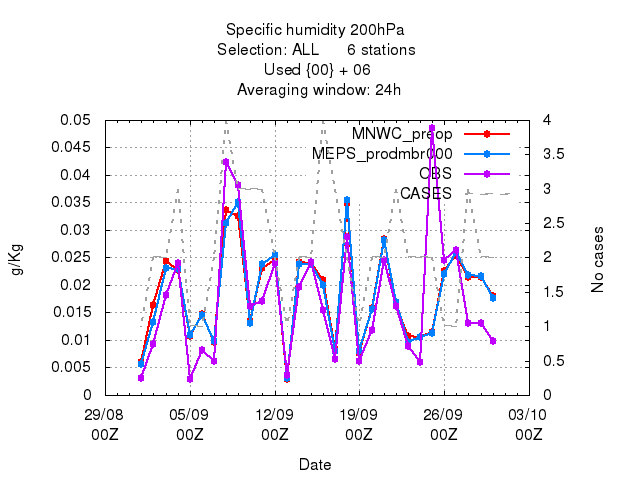 Specific humidity 200hPa
Selection: ALL 6 stations
Used {00} + 06
Averaging window: 24h
MNWC_preop
MEPS_prodmbr000
OBS
CASES
0.05
0.045
0.04
0.035
0.03
0.025
0.02
0.015
0.01
0.005
0
g/Kg
4
3.5
3
2.5
2
1.5
1
0.5
0
No cases
29/08 05/09 12/09 19/09 26/09 03/10
00Z 00Z 00Z 00Z 00Z 00Z
Date